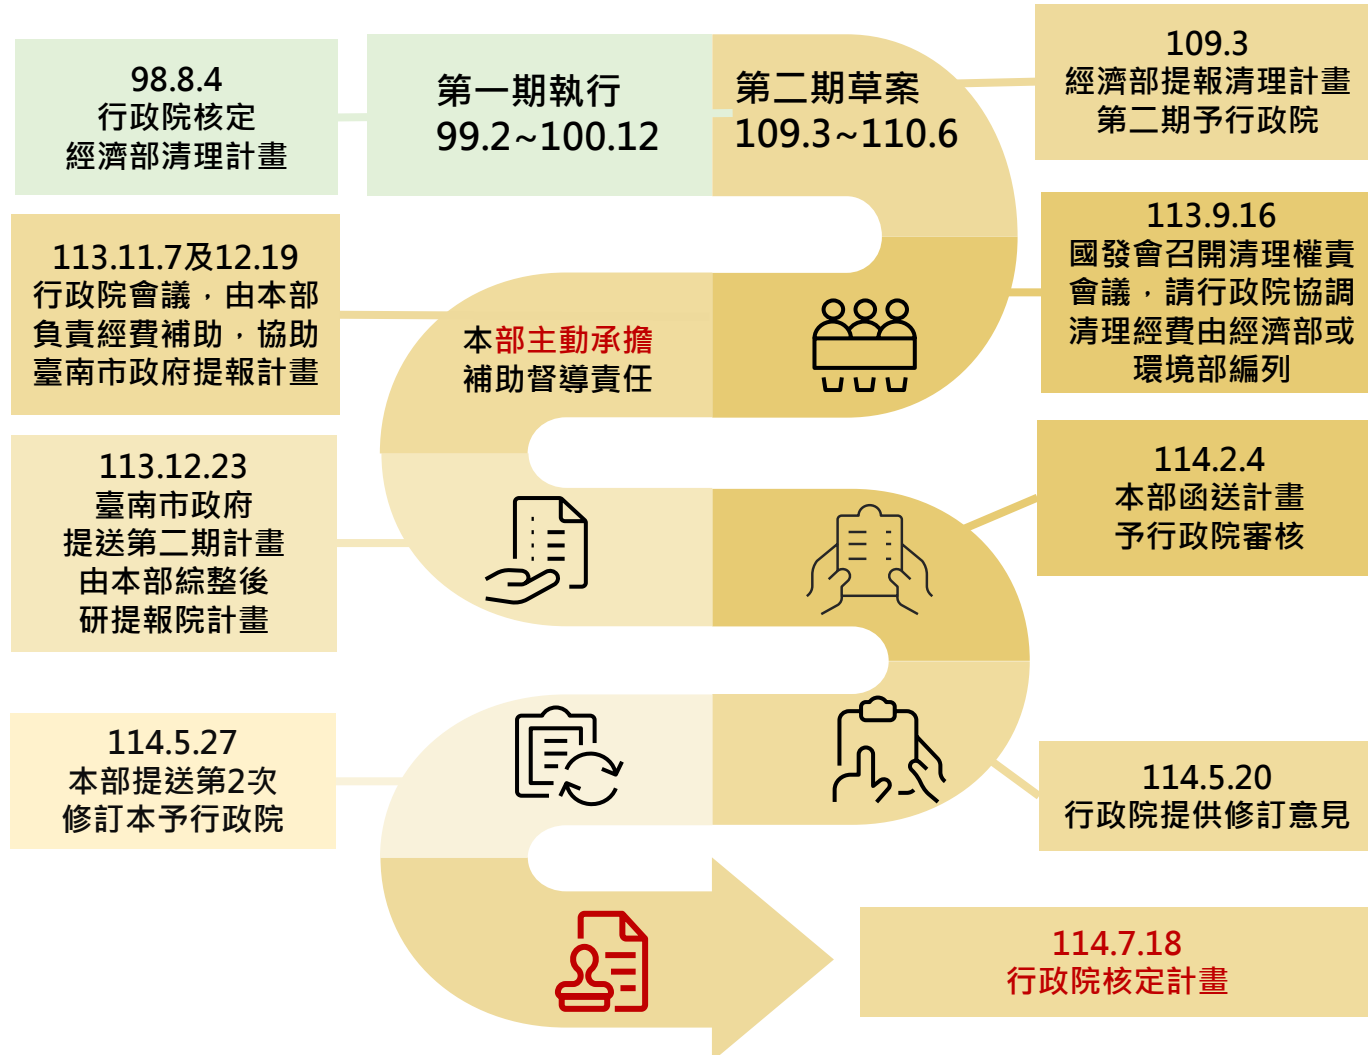 98.8.4
行政院核定
經濟部清理計畫
第一期執行
99.2~100.12
第二期草案
109.3~110.6
109.3
經濟部提報清理計畫
第二期予行政院
113.9.16
國發會召開清理權責
會議，請行政院協調
清理經費由經濟部或
環境部編列
113.11.7及12.19
行政院會議，由本部
負責經費補助，協助
臺南市政府提報計畫
本部主動承擔
補助督導責任
113.12.23
臺南市政府
提送第二期計畫
由本部綜整後
研提報院計畫
114.2.4
本部函送計畫
予行政院審核
114.5.20
行政院提供修訂意見
114.5.27
本部提送第2次
修訂本予行政院
114.7.18
行政院核定計畫